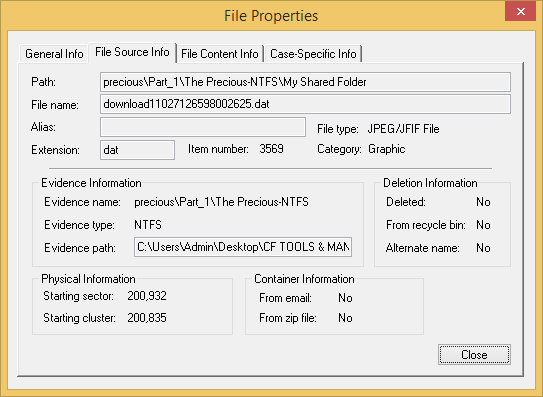 File Properties
General Info File Source Info File Content Info Case-Specific Info
Path: precious\Part_1\The Precious-NTFS\My Shared Folder
File name: download11027126598002625.dat
Alias: File type: JPEG/JFIF File
Extension: dat Item number: 3569 Category: Graphic
Evidence Information Deletion Information
Evidence name: precious\Part_1\The Precious-NTFS Deleted: No
Evidence type: NTFS From recycle bin: No
Evidence path: C:\Users\Admin\Desktop\CF TOOLS & MAN Alternate name: No
Physical Information Container Information
Starting sector: 200,932 From email: No
Starting cluster: 200,835 From zip file: No
Close